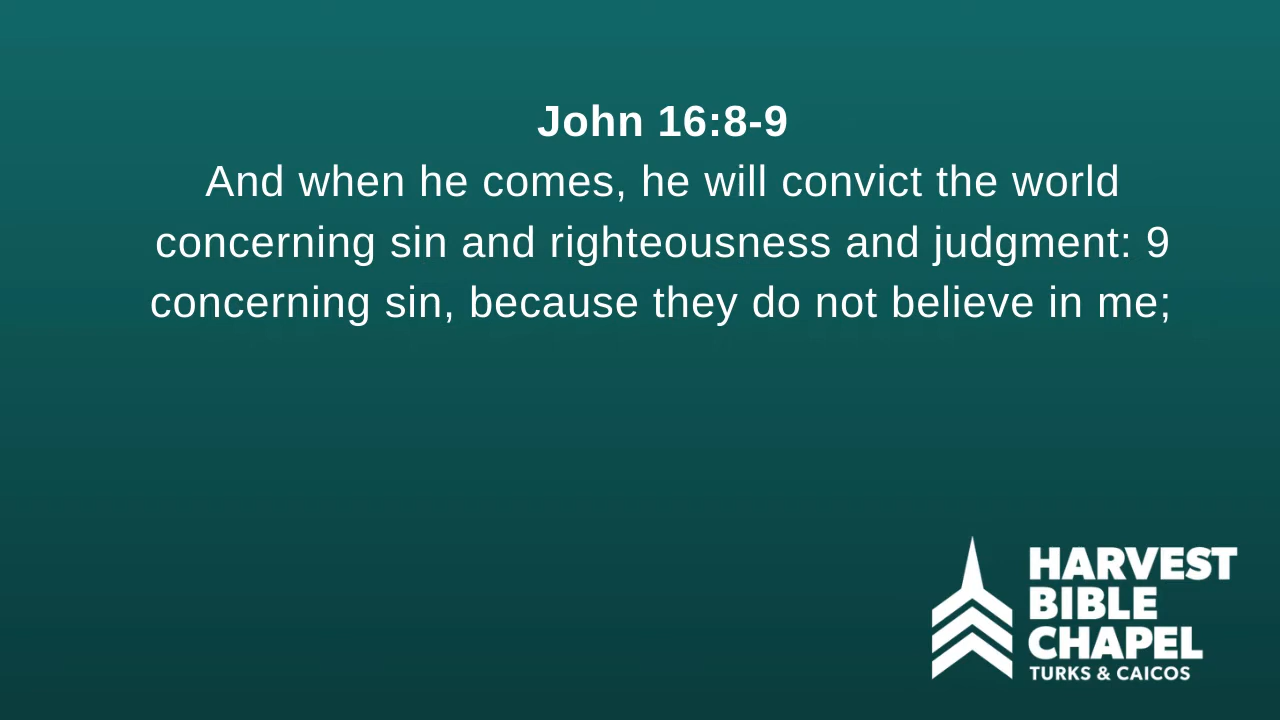 John 16:8-9
And when he comes, he will convict the world
concerning sin and righteousness and judgment: 9
concerning sin, because they do not believe in me;
HARVEST
BIBLE
CHAPEL
TURKS & CAICOS